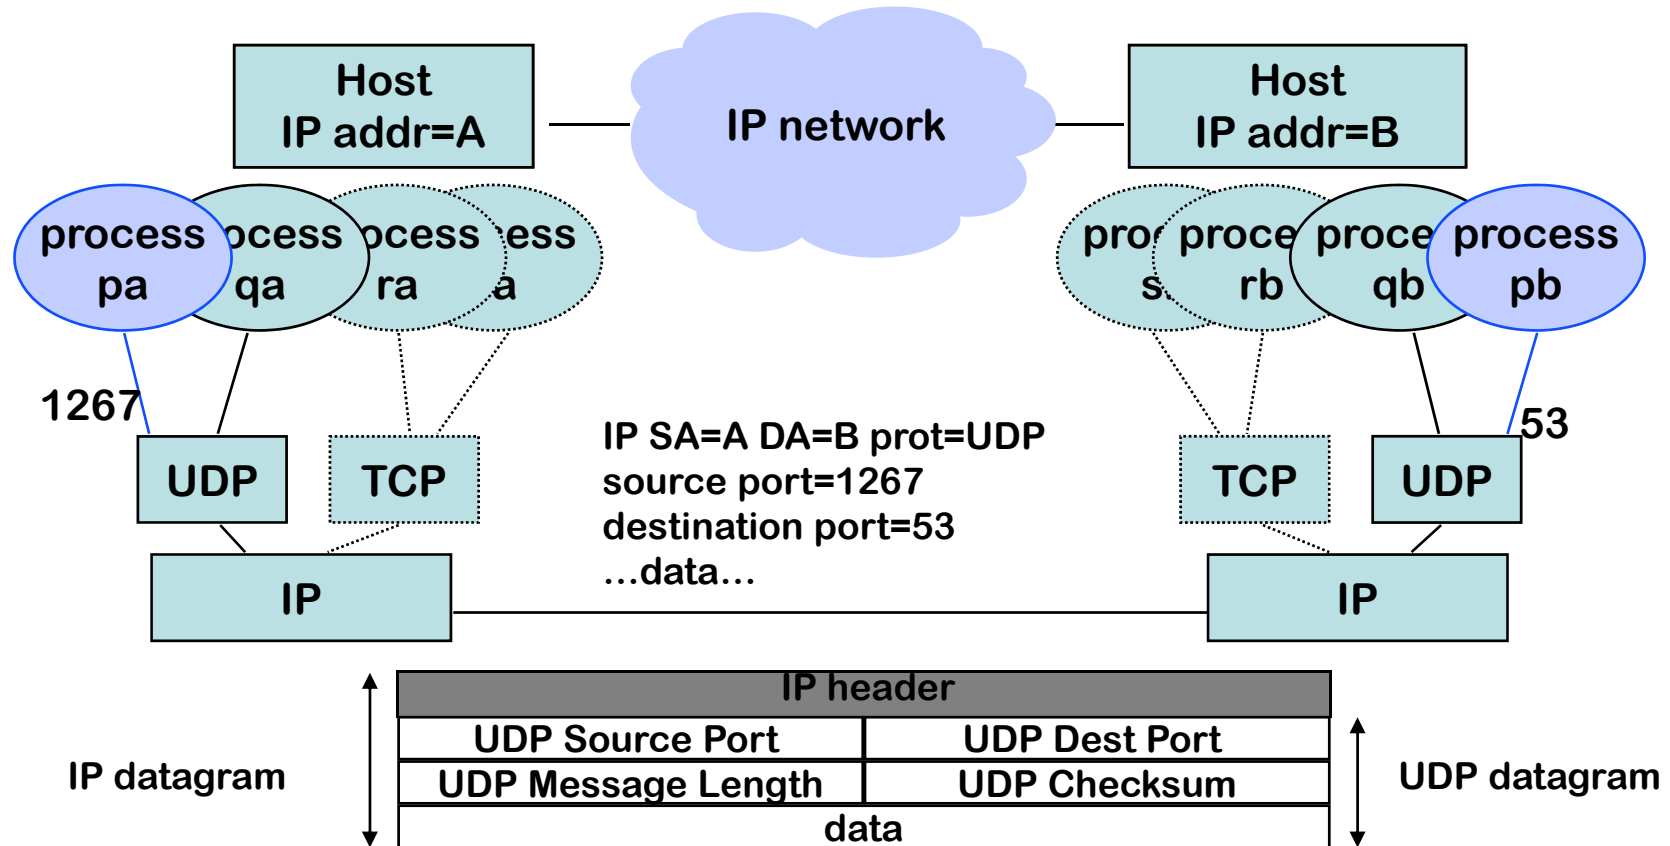 Host
IP addr=A
IP network
Host
IP addr=B
process
pa
ocess
qa
ocess
ra
ess
a
proc
s
proce
rb
proce
qb
process
pb
1267
53
UDP
TCP
IP SA=A DA=B prot=UDP
source port=1267
destination port=53
...data...
TCP
UDP
IP
IP
IP header
UDP Source Port
UDP Dest Port
IP datagram
UDP Message Length
UDP Checksum
UDP datagram
data